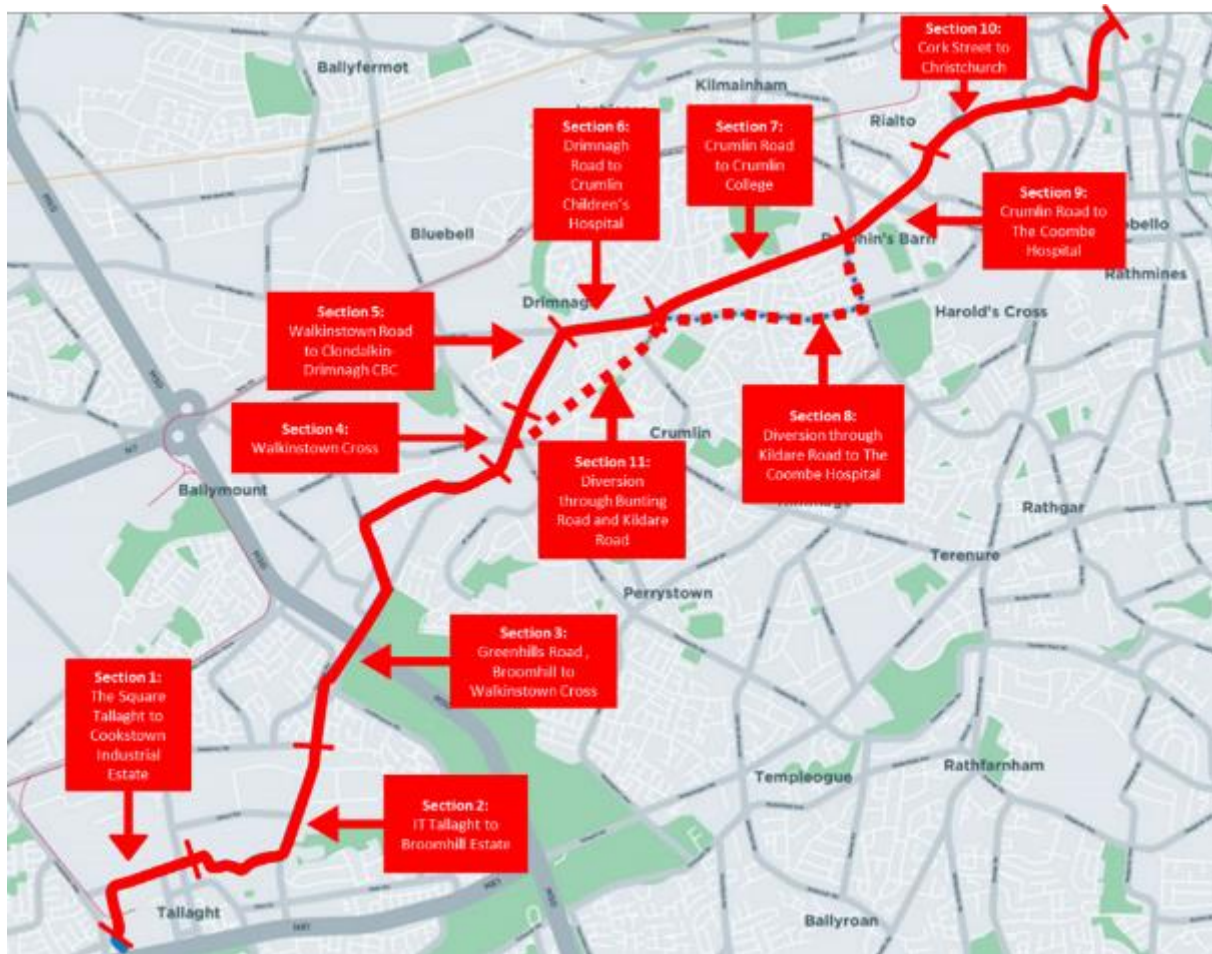 Section 10:
Cork Street to
Christchurch
Ballyfermot
Kilmainham
Section 6:
Drimnagh
Road to
Crumlin
Children's
Hospital
Section 7:
Crumlin Road
to Crumlin
College
Rialto
Section 9:
Crumlin Road to
The Coombe
Hospital
Bluebell
Rathmines
Drimnag
Harold's Cross
Section 5:
Walkinstown Road
to Clondalkin-
Drimnagh CBC
Section 4:
Walkinstown Cross
Crumlin
Section 8:
Diversion through
Kildare Road to The
Coombe Hospital
Section 11:
Diversion
through Bunting
Road and Kildare
Road
Ballymount
Rathgar
Terenure
Perrystown
Section 3:
Greenhills Road ,
Broomhill to
Walkinstown Cross
Section 1:
The Square
Tallaght to
Cookstown
Industrial
Estate
Templeogue
Rathfarnham
Section 2:
IT Tallaght to
Broomhill Estate
Tallaght
Ballyroan